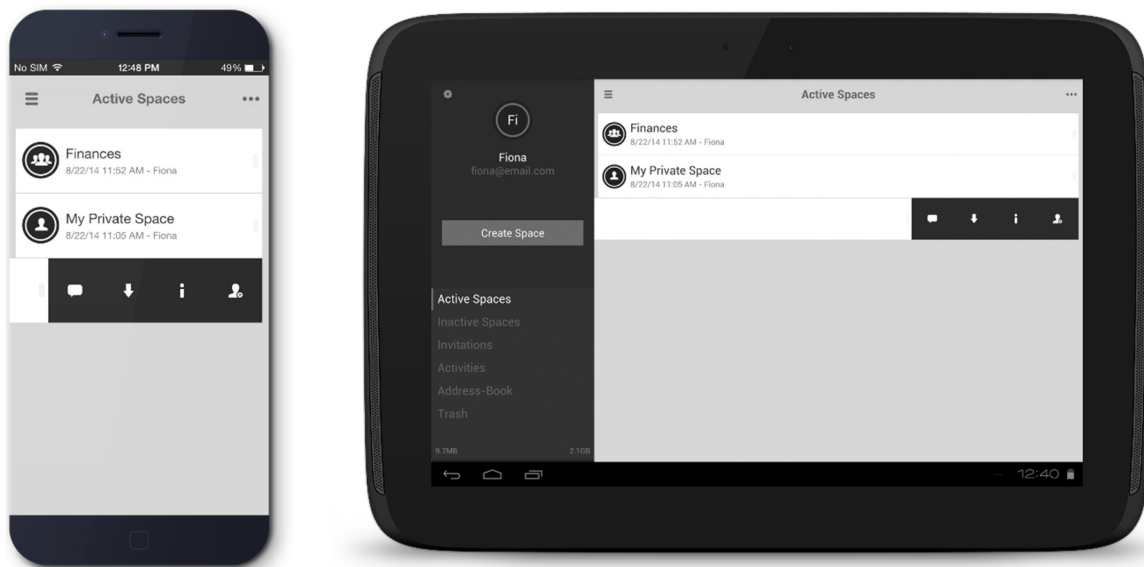 No SIM 12:48 PM 49%
Active Spaces
Finances
8/22/14 11:52 AM - Fiona
My Private Space
8/22/14 11:05 AM - Fiona
Fi
Fiona
fiona@email.com
Create Space
Active Spaces
Inactive Spaces
Invitations
Activities
Address-Book
Trash
9.7MB 2.1GB
Active Spaces
Finances
8/22/14 11:52 AM - Fiona
My Private Space
8/22/14 11:05 AM - Fiona
12:40